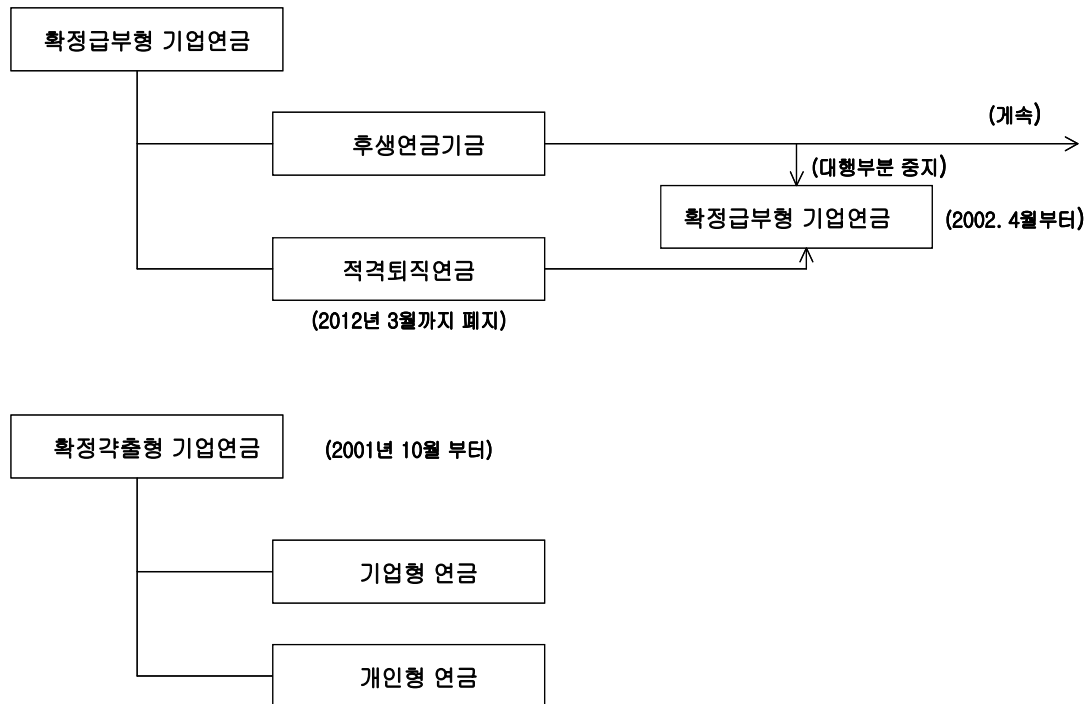 확정급부형 기업연금
(게속)
후생연금기금
(대행부분 중지)
확정급부형 기업연금 (2002. 4월부터)
적격퇴직연금
(2012년 3월까지 폐지)
확정갹출형 기업연금 (2001년 10월 부터)
기업형 연금
개인형 연금